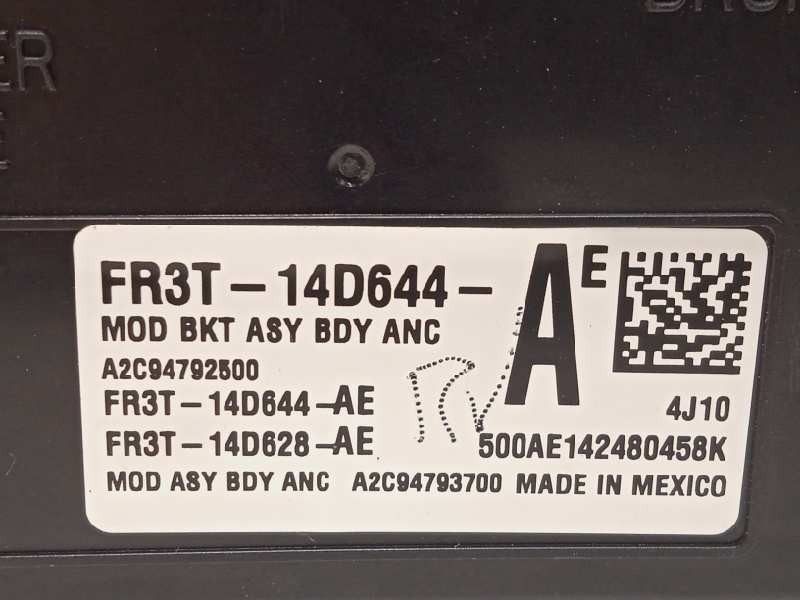 FR3T-14D644-AE
MOD BKT ASY BDY ANC
A2C94792500
FR3T-14D644-AE
4J10
FR3T-14D628-AE 500AE142480458K
MOD ASY BDY ANC A2C94793700 MADE IN MEXICO